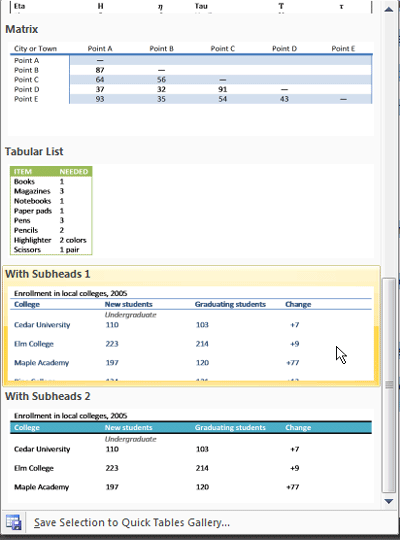 Eta H η Tau T τ
Matrix
City or Town Point A Point B Point C Point D Point E
Point A —
Point B 87 —
Point C 64 56 —
Point D 37 32 91 —
Point E 93 35 54 43 —
Tabular List
ITEM NEEDED
Books 1
Magazines 3
Notebooks 1
Paper pads 1
Pens 3
Pencils 2
Highlighter 2 colors
Scissors 1 pair
With Subheads 1
Enrollment in local colleges, 2005
College New students Graduating students Change
Undergraduate
Cedar University 110 103 +7
Elm College 223 214 +9
Maple Academy 197 120 +77
With Subheads 2
Enrollment in local colleges, 2005
College New students Graduating students Change
Undergraduate
Cedar University 110 103 +7
Elm College 223 214 +9
Maple Academy 197 120 +77
Save Selection to Quick Tables Gallery...